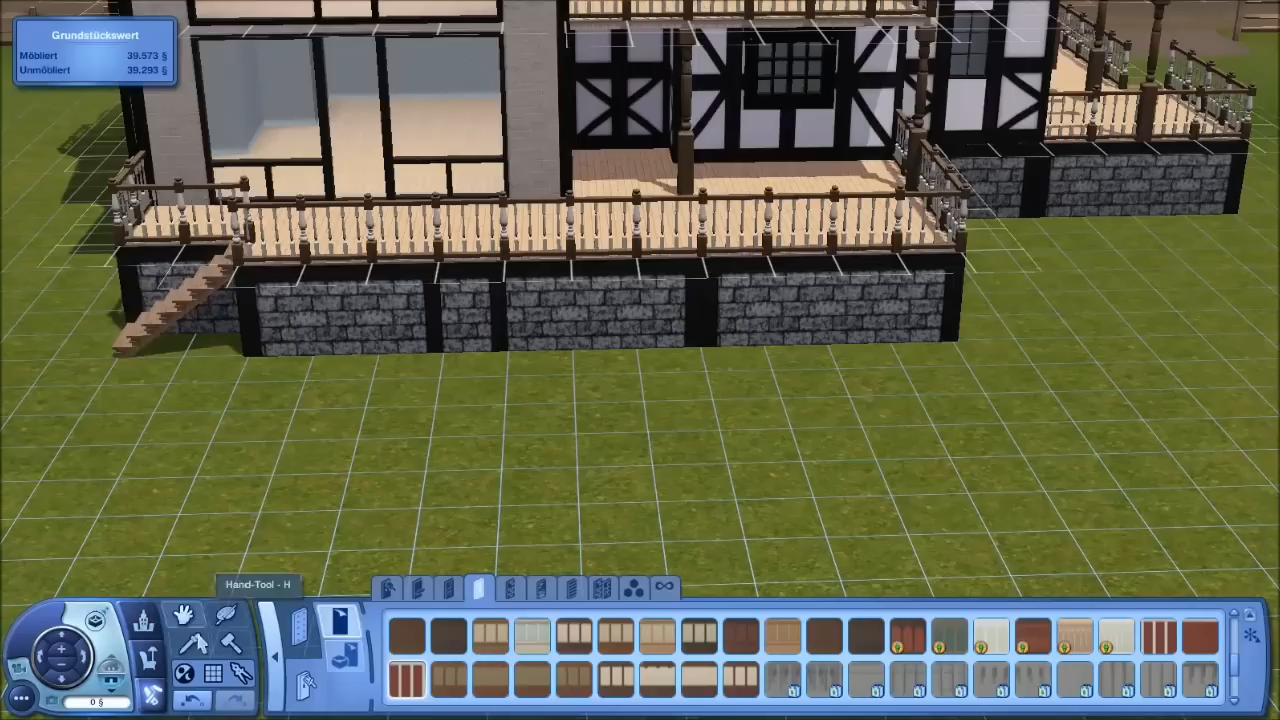 Grundstückswert
Möbliert 39.573 §
Unmöbliert 39.293 §
Hand-Tool - H
0 §